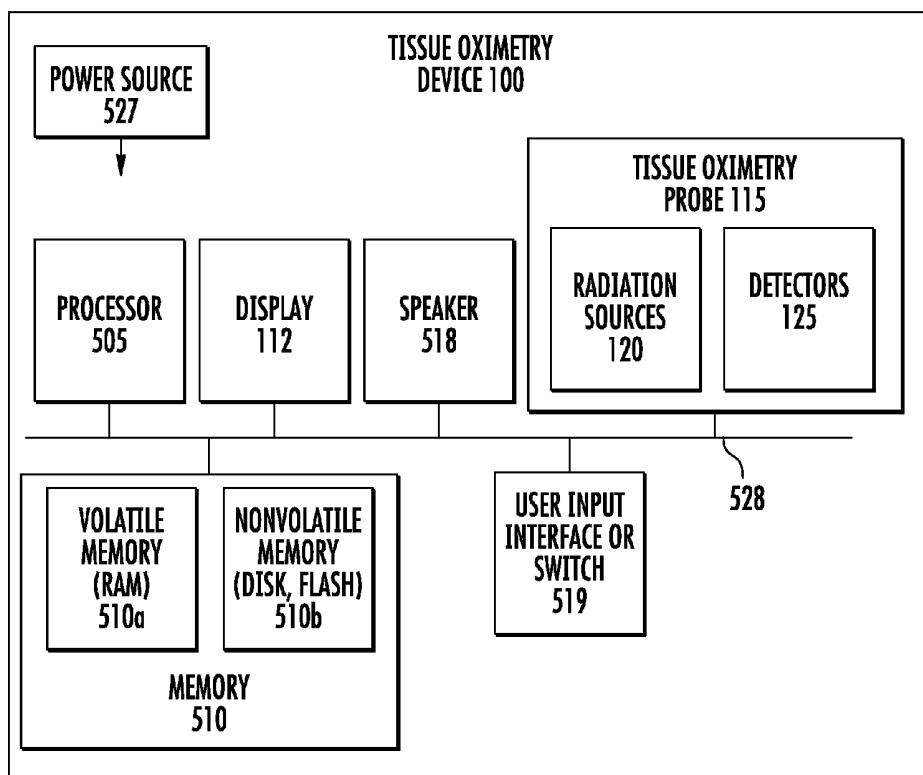 TISSUE OXIMETRY
DEVICE 100
POWER SOURCE
527
TISSUE OXIMETRY
PROBE 115
RADIATION
SOURCES
120
DETECTORS
125
PROCESSOR
505
DISPLAY
112
SPEAKER
518
528
VOLATILE
MEMORY
(RAM)
510a
NONVOLATILE
MEMORY
(DISK, FLASH)
510b
MEMORY
510
USER INPUT
INTERFACE OR
SWITCH
519